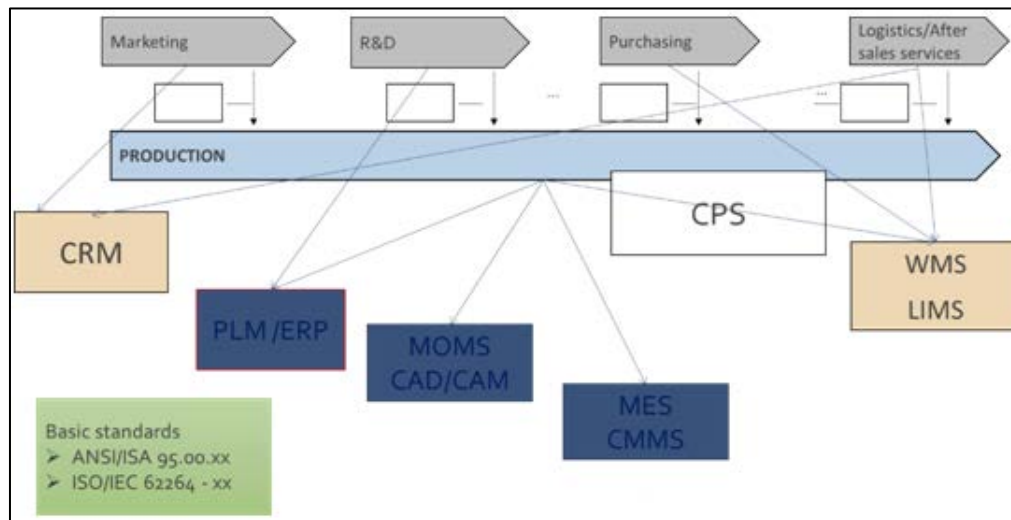 Marketing
R&D
Purchasing
Logistics/After
sales services
...
...
PRODUCTION
CPS
CRM
WMS
LIMS
PLM/ERP
MOMS
CAD/CAM
MES
CMMS
Basic standards
➢ ANSI/ISA 95.00.xx
➢ ISO/IEC 62264 - xx